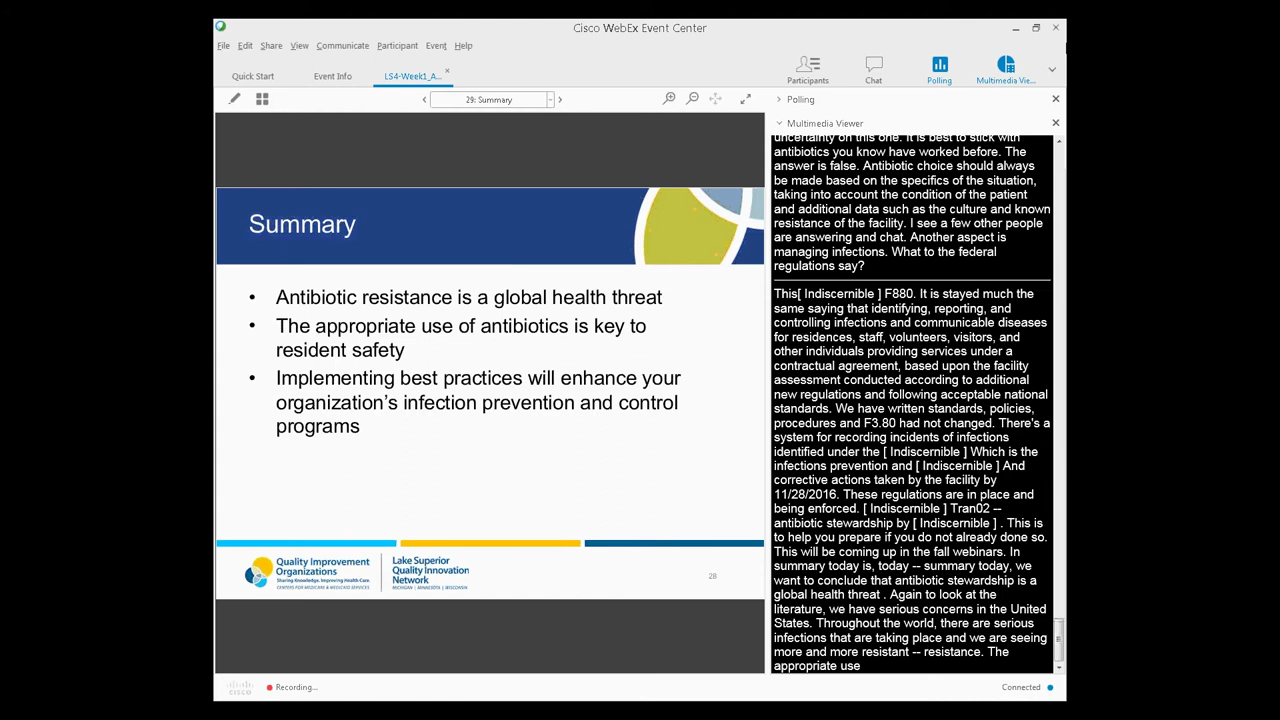 Cisco WebEx Event Center
File Edit Share View Communicate Participant Event Help
Quick Start Event Info LS4-Week1_A...
Participants Chat Polling Multimedia Vie...
29: Summary
Summary
• Antibiotic resistance is a global health threat
• The appropriate use of antibiotics is key to
resident safety
• Implementing best practices will enhance your
organization's infection prevention and control
programs
Quality Improvement
Organizations
Sharing Knowledge. Improving Health Care.
CENTERS FOR MEDICARE & MEDICAID SERVICES
Lake Superior
Quality Innovation
Network
MICHIGAN | MINNESOTA | WISCONSIN
28
Polling
Multimedia Viewer
uncertainty on this one. It is best to stick with
antibiotics you know have worked before. The
answer is false. Antibiotic choice should always
be made based on the specifics of the situation,
taking into account the condition of the patient
and additional data such as the culture and known
resistance of the facility. I see a few other people
are answering and chat. Another aspect is
managing infections. What to the federal
regulations say?
This[ Indiscernible ] F880. It is stayed much the
same saying that identifying, reporting, and
controlling infections and communicable diseases
for residences, staff, volunteers, visitors, and
other individuals providing services under a
contractual agreement, based upon the facility
assessment conducted according to additional
new regulations and following acceptable national
standards. We have written standards, policies,
procedures and F3.80 had not changed. There's a
system for recording incidents of infections
identified under the [ Indiscernible ] Which is the
infections prevention and [ Indiscernible ] And
corrective actions taken by the facility by
11/28/2016. These regulations are in place and
being enforced. [ Indiscernible ] Tran02 --
antibiotic stewardship by [ Indiscernible ] . This is
to help you prepare if you do not already done so.
This will be coming up in the fall webinars. In
summary today is, today -- summary today, we
want to conclude that antibiotic stewardship is a
global health threat . Again to look at the
literature, we have serious concerns in the United
States. Throughout the world, there are serious
infections that are taking place and we are seeing
more and more resistant -- resistance. The
appropriate use
cisco
Recording...
Connected